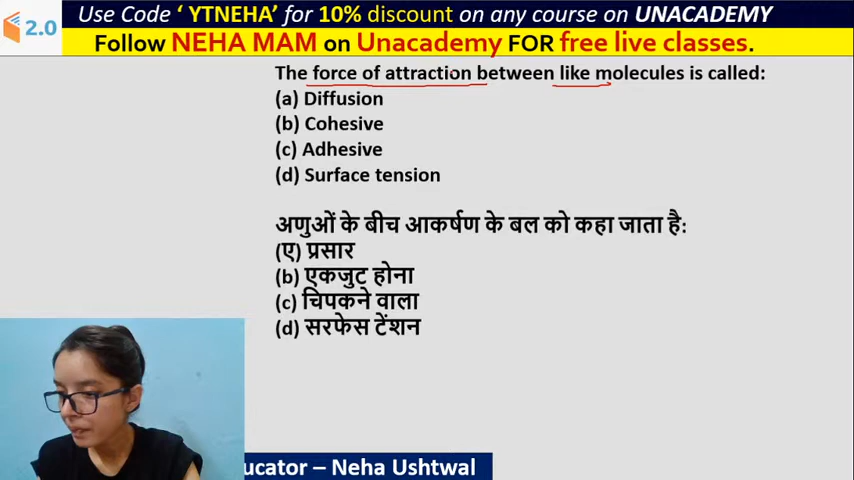 Use Code ‘ YTNEHA’ for 10% discount on any course on UNACADEMY
2.0
Follow NEHA MAM on Unacademy FOR free live classes.
The force of attraction between like molecules is called:
(a) Diffusion
(b) Cohesive
(c) Adhesive
(d) Surface tension
अणुओं के बीच आकर्षण के बल को कहा जाता है:
(ए) प्रसार
(b) एकजुट होना
(c) चिपकने वाला
(d) सरफेस टेंशन
ucator – Neha Ushtwal